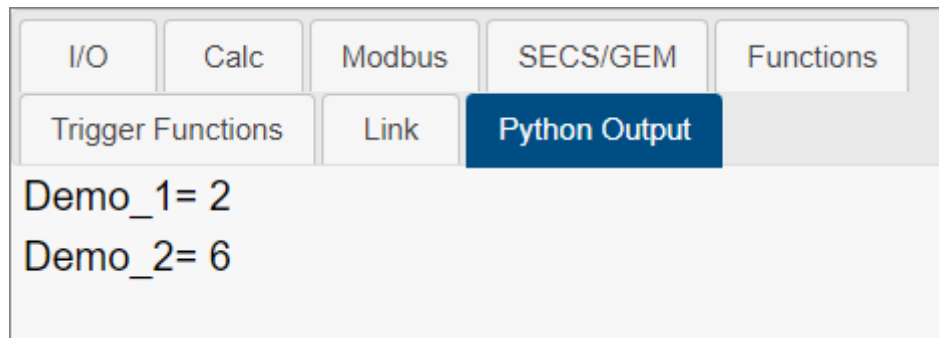 I/O Calc Modbus SECS/GEM Functions
Trigger Functions Link Python Output
Demo_1= 2
Demo_2= 6